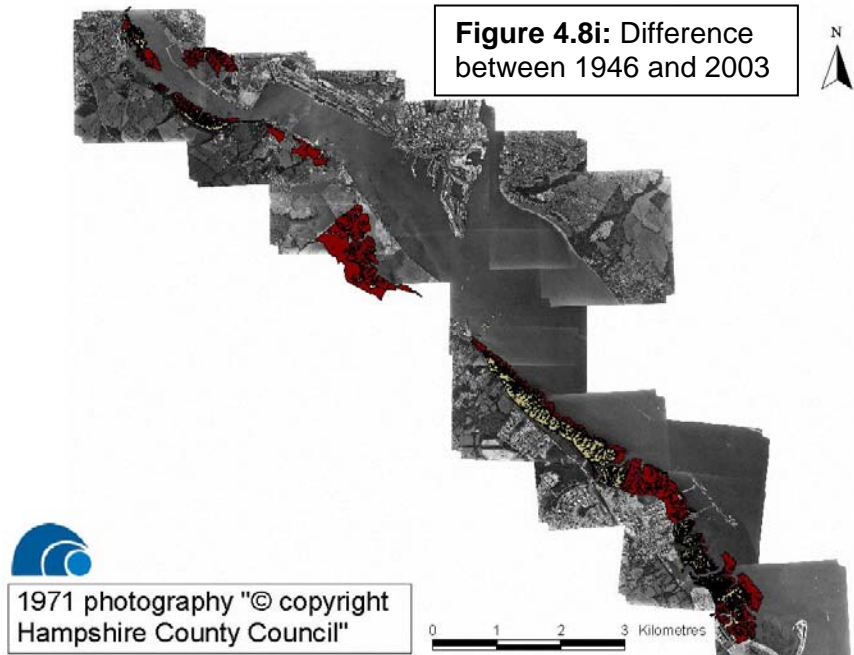 Figure 4.8i: Difference
between 1946 and 2003
N
1971 photography "© copyright
Hampshire County Council"
0 1 2 3 Kilometres